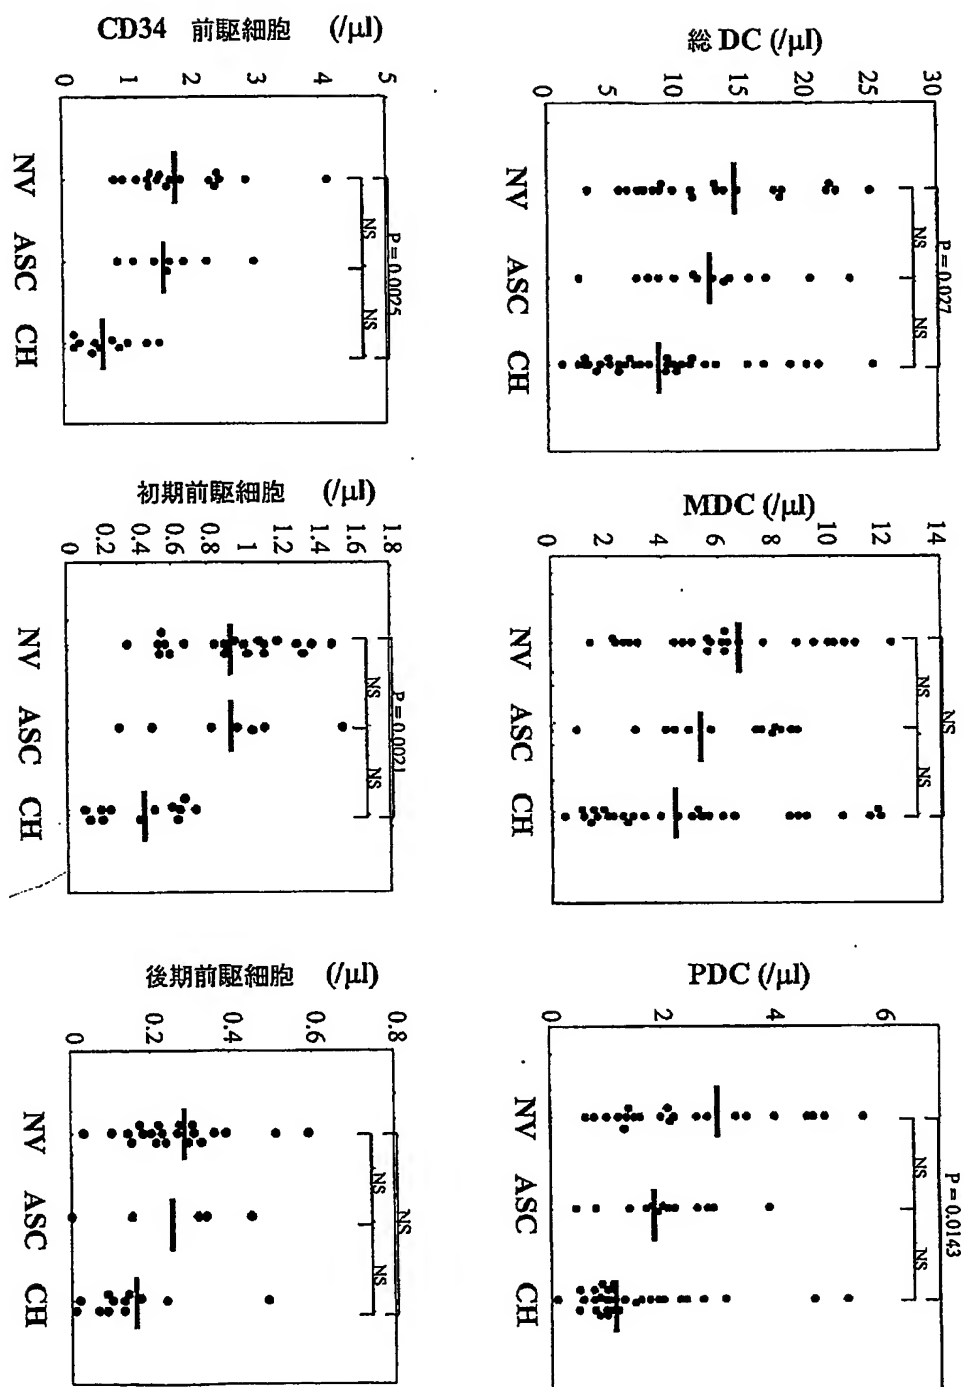 総 DC (/μl)
30
25
20
15
10
5
0
P = 0.027
NS
NS
NV
ASC
CH
MDC (/μl)
14
12
10
8
6
4
2
0
NS
NS
NS
NV
ASC
CH
PDC (/μl)
6
4
2
0
P = 0.0143
NS
NS
NV
ASC
CH
CD34 前駆細胞 (/μl)
5
4
3
2
1
0
P = 0.0025
NS
NS
NV
ASC
CH
初期前駆細胞 (/μl)
1.8
1.6
1.4
1.2
1
0.8
0.6
0.4
0.2
0
P = 0.0021
NS
NS
NV
ASC
CH
後期前駆細胞 (/μl)
0.8
0.6
0.4
0.2
0
NS
NS
NS
NV
ASC
CH